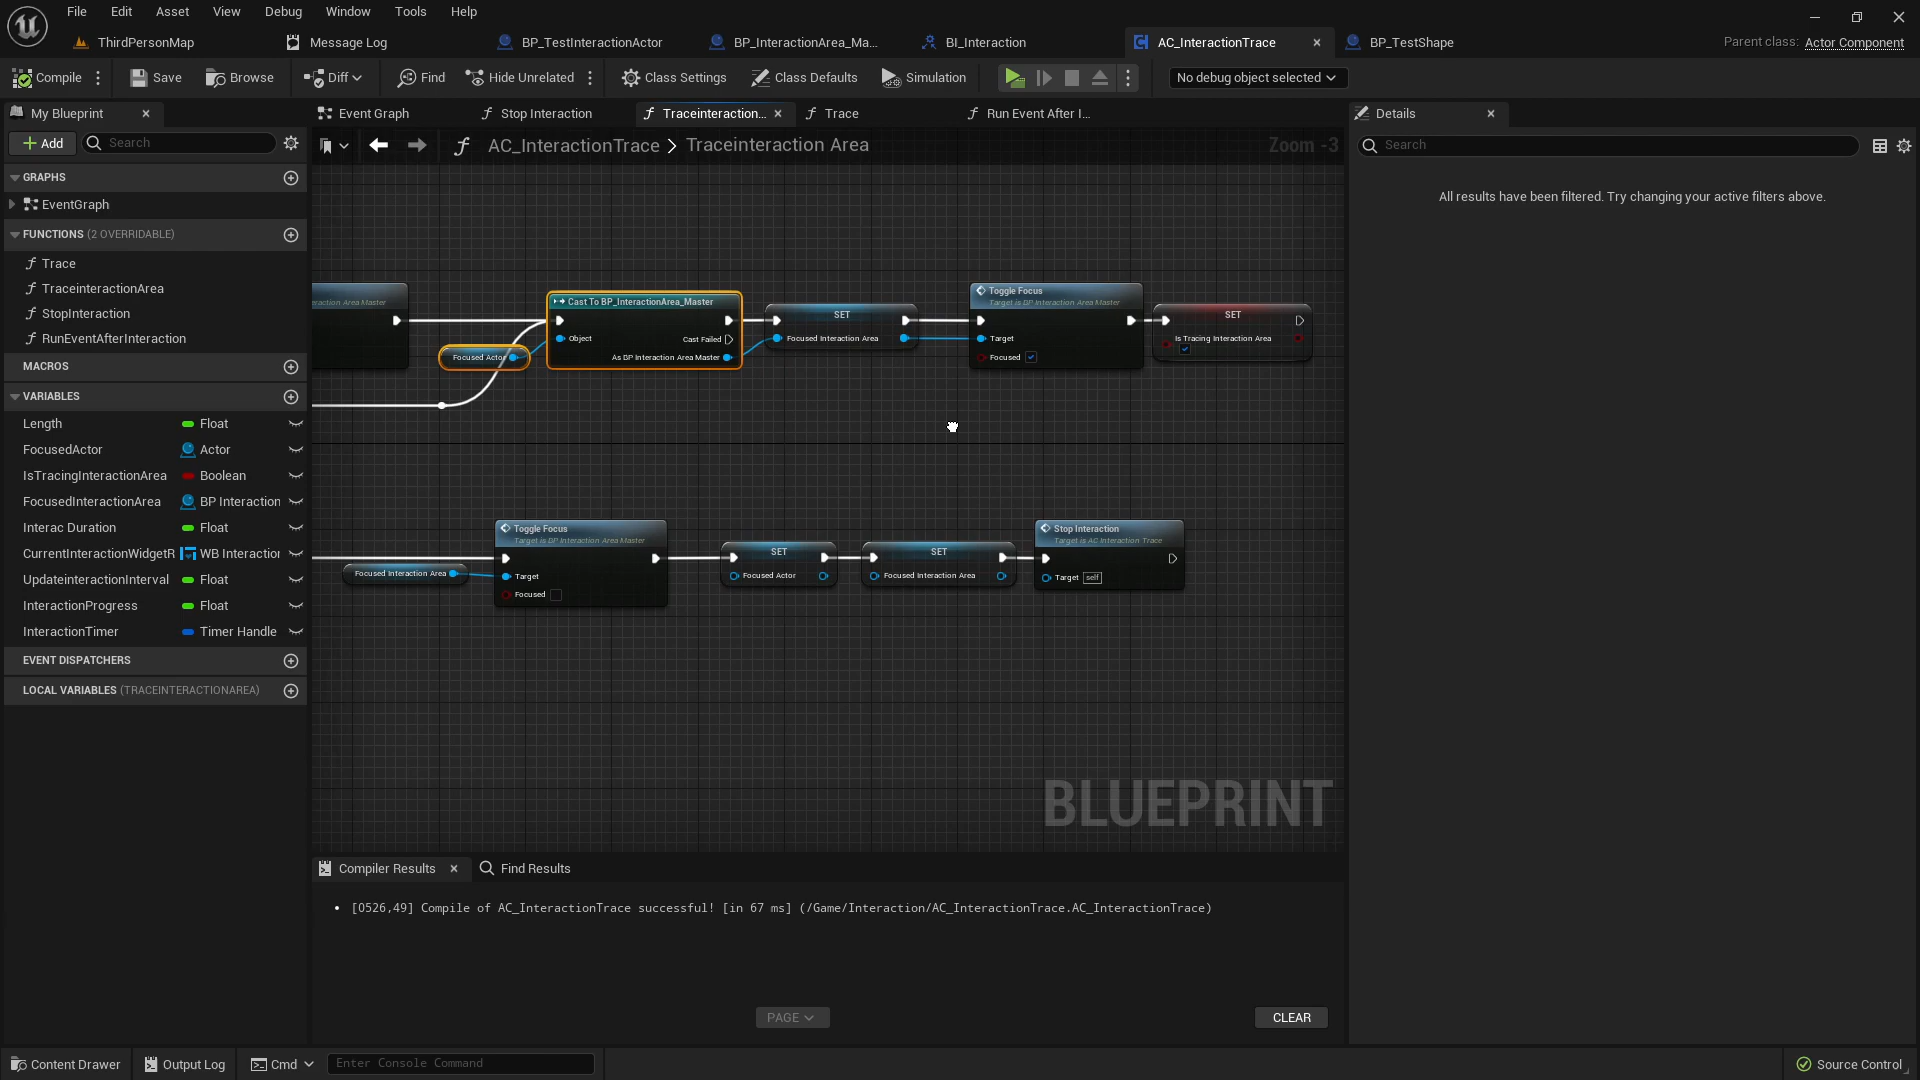 File Edit Asset View Debug Window Tools Help
ThirdPersonMap
Message Log
BP_TestInteractionActor
BP_InteractionArea_Ma...
BI_Interaction
AC_InteractionTrace
BP_TestShape
Parent class: Actor Component
Compile
Save
Browse
Diff
Find
Hide Unrelated
Class Settings
Class Defaults
Simulation
No debug object selected
My Blueprint
Event Graph
Stop Interaction
Traceinteraction...
Trace
Run Event After I...
Details
Add
Search
AC_InteractionTrace > Traceinteraction Area
Zoom -3
Search
All results have been filtered. Try changing your active filters above.
GRAPHS
EventGraph
FUNCTIONS (2 OVERRIDABLE)
Trace
TraceinteractionArea
StopInteraction
RunEventAfterInteraction
MACROS
VARIABLES
Length Float
FocusedActor Actor
IsTracingInteractionArea Boolean
FocusedInteractionArea BP Interaction
Interac Duration Float
CurrentInteractionWidgetR WB Interaction
UpdateinteractionInterval Float
InteractionProgress Float
InteractionTimer Timer Handle
EVENT DISPATCHERS
LOCAL VARIABLES (TRACEINTERACTIONAREA)
eraction Area Master
Focused Actor
Cast To BP_InteractionArea_Master
Object
Cast Failed
As BP Interaction Area Master
SET
Focused Interaction Area
Toggle Focus
Target is BP Interaction Area Master
Target
Focused
SET
Is Tracing Interaction Area
Focused Interaction Area
Toggle Focus
Target is BP Interaction Area Master
Target
Focused
SET
Focused Actor
SET
Focused Interaction Area
Stop Interaction
Target is AC Interaction Trace
Target self
BLUEPRINT
Compiler Results
Find Results
• [0526,49] Compile of AC_InteractionTrace successful! [in 67 ms] (/Game/Interaction/AC_InteractionTrace.AC_InteractionTrace)
PAGE
CLEAR
Content Drawer
Output Log
Cmd
Enter Console Command
Source Control